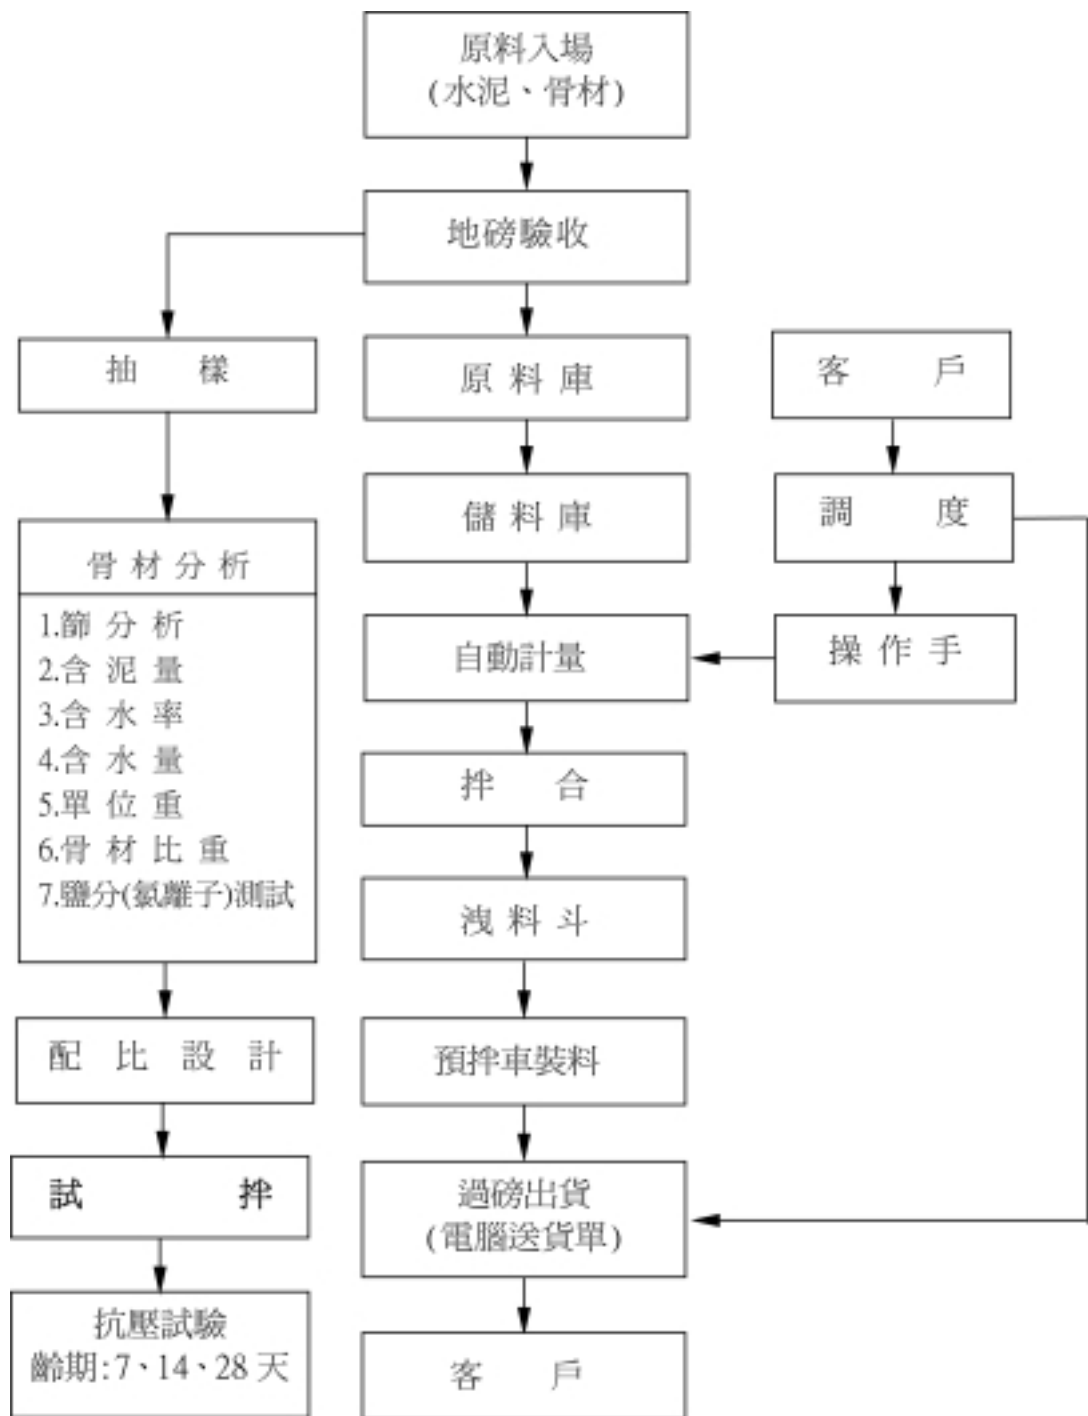 原料入場
(水泥、骨材)
地磅驗收
抽 樣
原 料 庫
客 戶
儲 料 庫
調 度
骨 材 分 析
1.篩 分 析
2.含 泥 量
3.含 水 率
4.含 水 量
5.單 位 重
6.骨 材 比 重
7.鹽分(氯離子)測試
自動計量
操 作 手
拌 合
洩 料 斗
配 比 設 計
預拌車裝料
試 拌
過磅出貨
(電腦送貨單)
抗壓試驗
齡期:7、14、28 天
客 戶